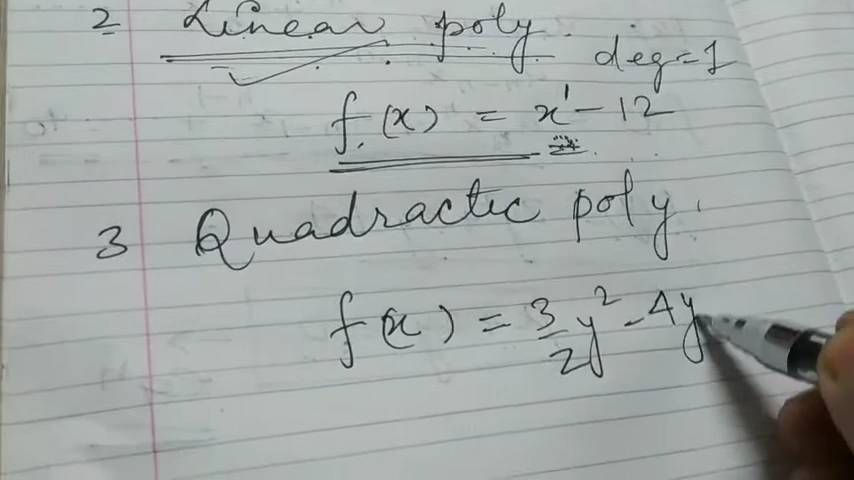 2 Linear poly.
deg=1
f(x) = x¹ - 12
3 Quadractic poly.
f(x) = 3/2 y² - 4y